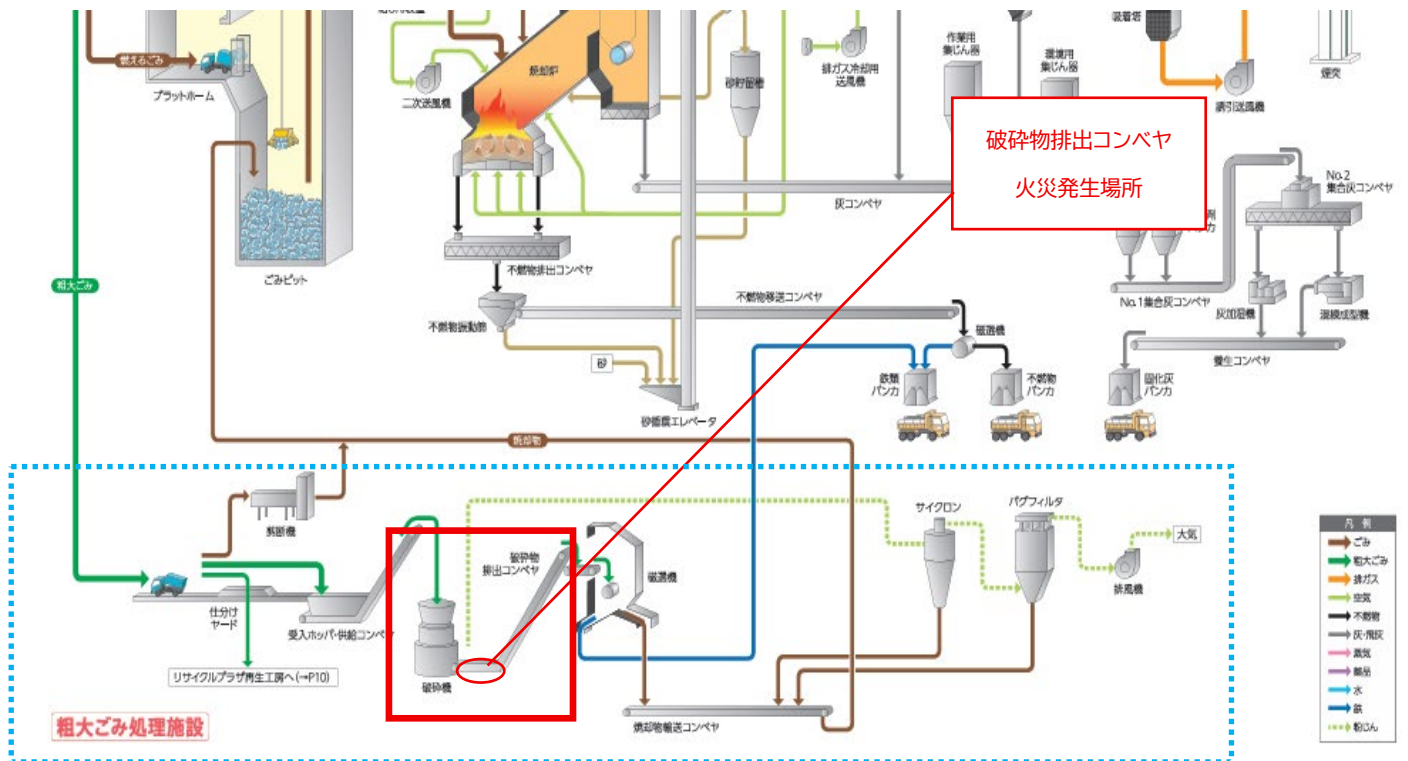 吸着塔
作業用
集じん器
環境用
集じん器
煙突
燃えるごみ
プラットホーム
二次送風機
焼却炉
砂貯留槽
排ガス冷却用
送風機
誘引送風機
破砕物排出コンベヤ
火災発生場所
No.2
集合灰コンベヤ
灰コンベヤ
粗大ごみ
ごみピット
不燃物排出コンベヤ
不燃物移送コンベヤ
No.1集合灰コンベヤ
灰加湿機
混練成型機
不燃物振動篩
磁選機
養生コンベヤ
砂
鉄類
バンカ
不燃物
バンカ
固化灰
バンカ
砂循環エレベータ
焼却物
剪断機
サイクロン
バグフィルタ
大気
排風機
破砕物
排出コンベヤ
磁選機
仕分け
ヤード
受入ホッパ・供給コンベヤ
リサイクルプラザ再生工房へ(→P10)
破砕機
焼却物輸送コンベヤ
粗大ごみ処理施設
凡例
ごみ
粗大ごみ
排ガス
空気
不燃物
灰・飛灰
蒸気
薬品
水
鉄
粉じん